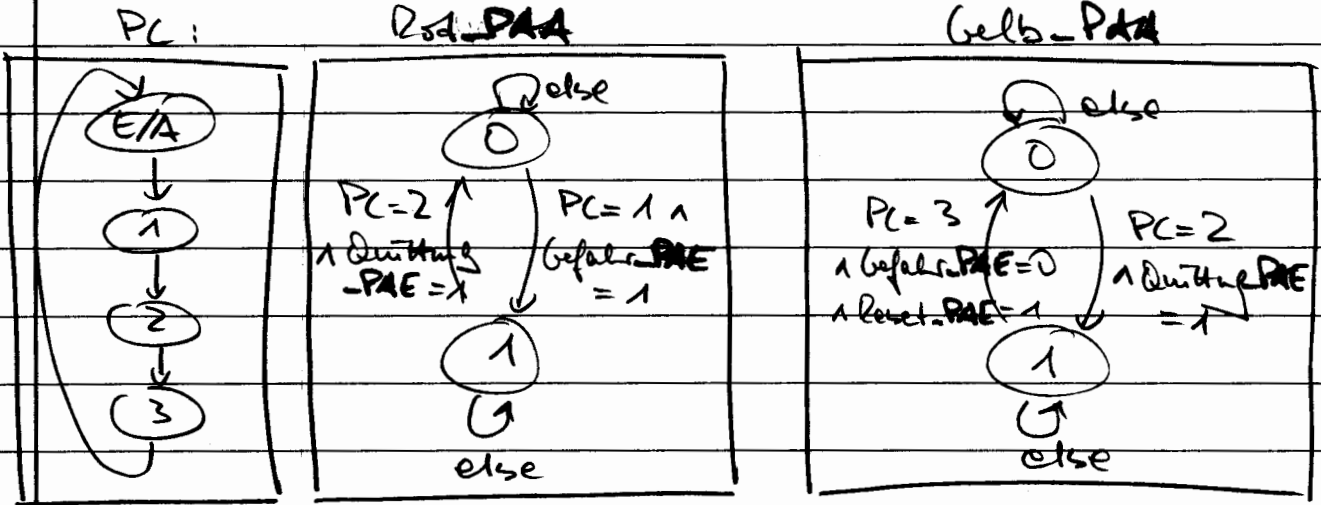 PC: Rot_PAA Gelb_PAA
E/A
1
2
3
else
0
PC=2
∧ Quittung
_PAE=1
PC=1 ∧
Gefahr_PAE
=1
1
else
else
0
PC=3
∧ Gefahr_PAE=0
∧ Reset_PAE=1
PC=2
∧ Quittung_PAE
=1
1
else